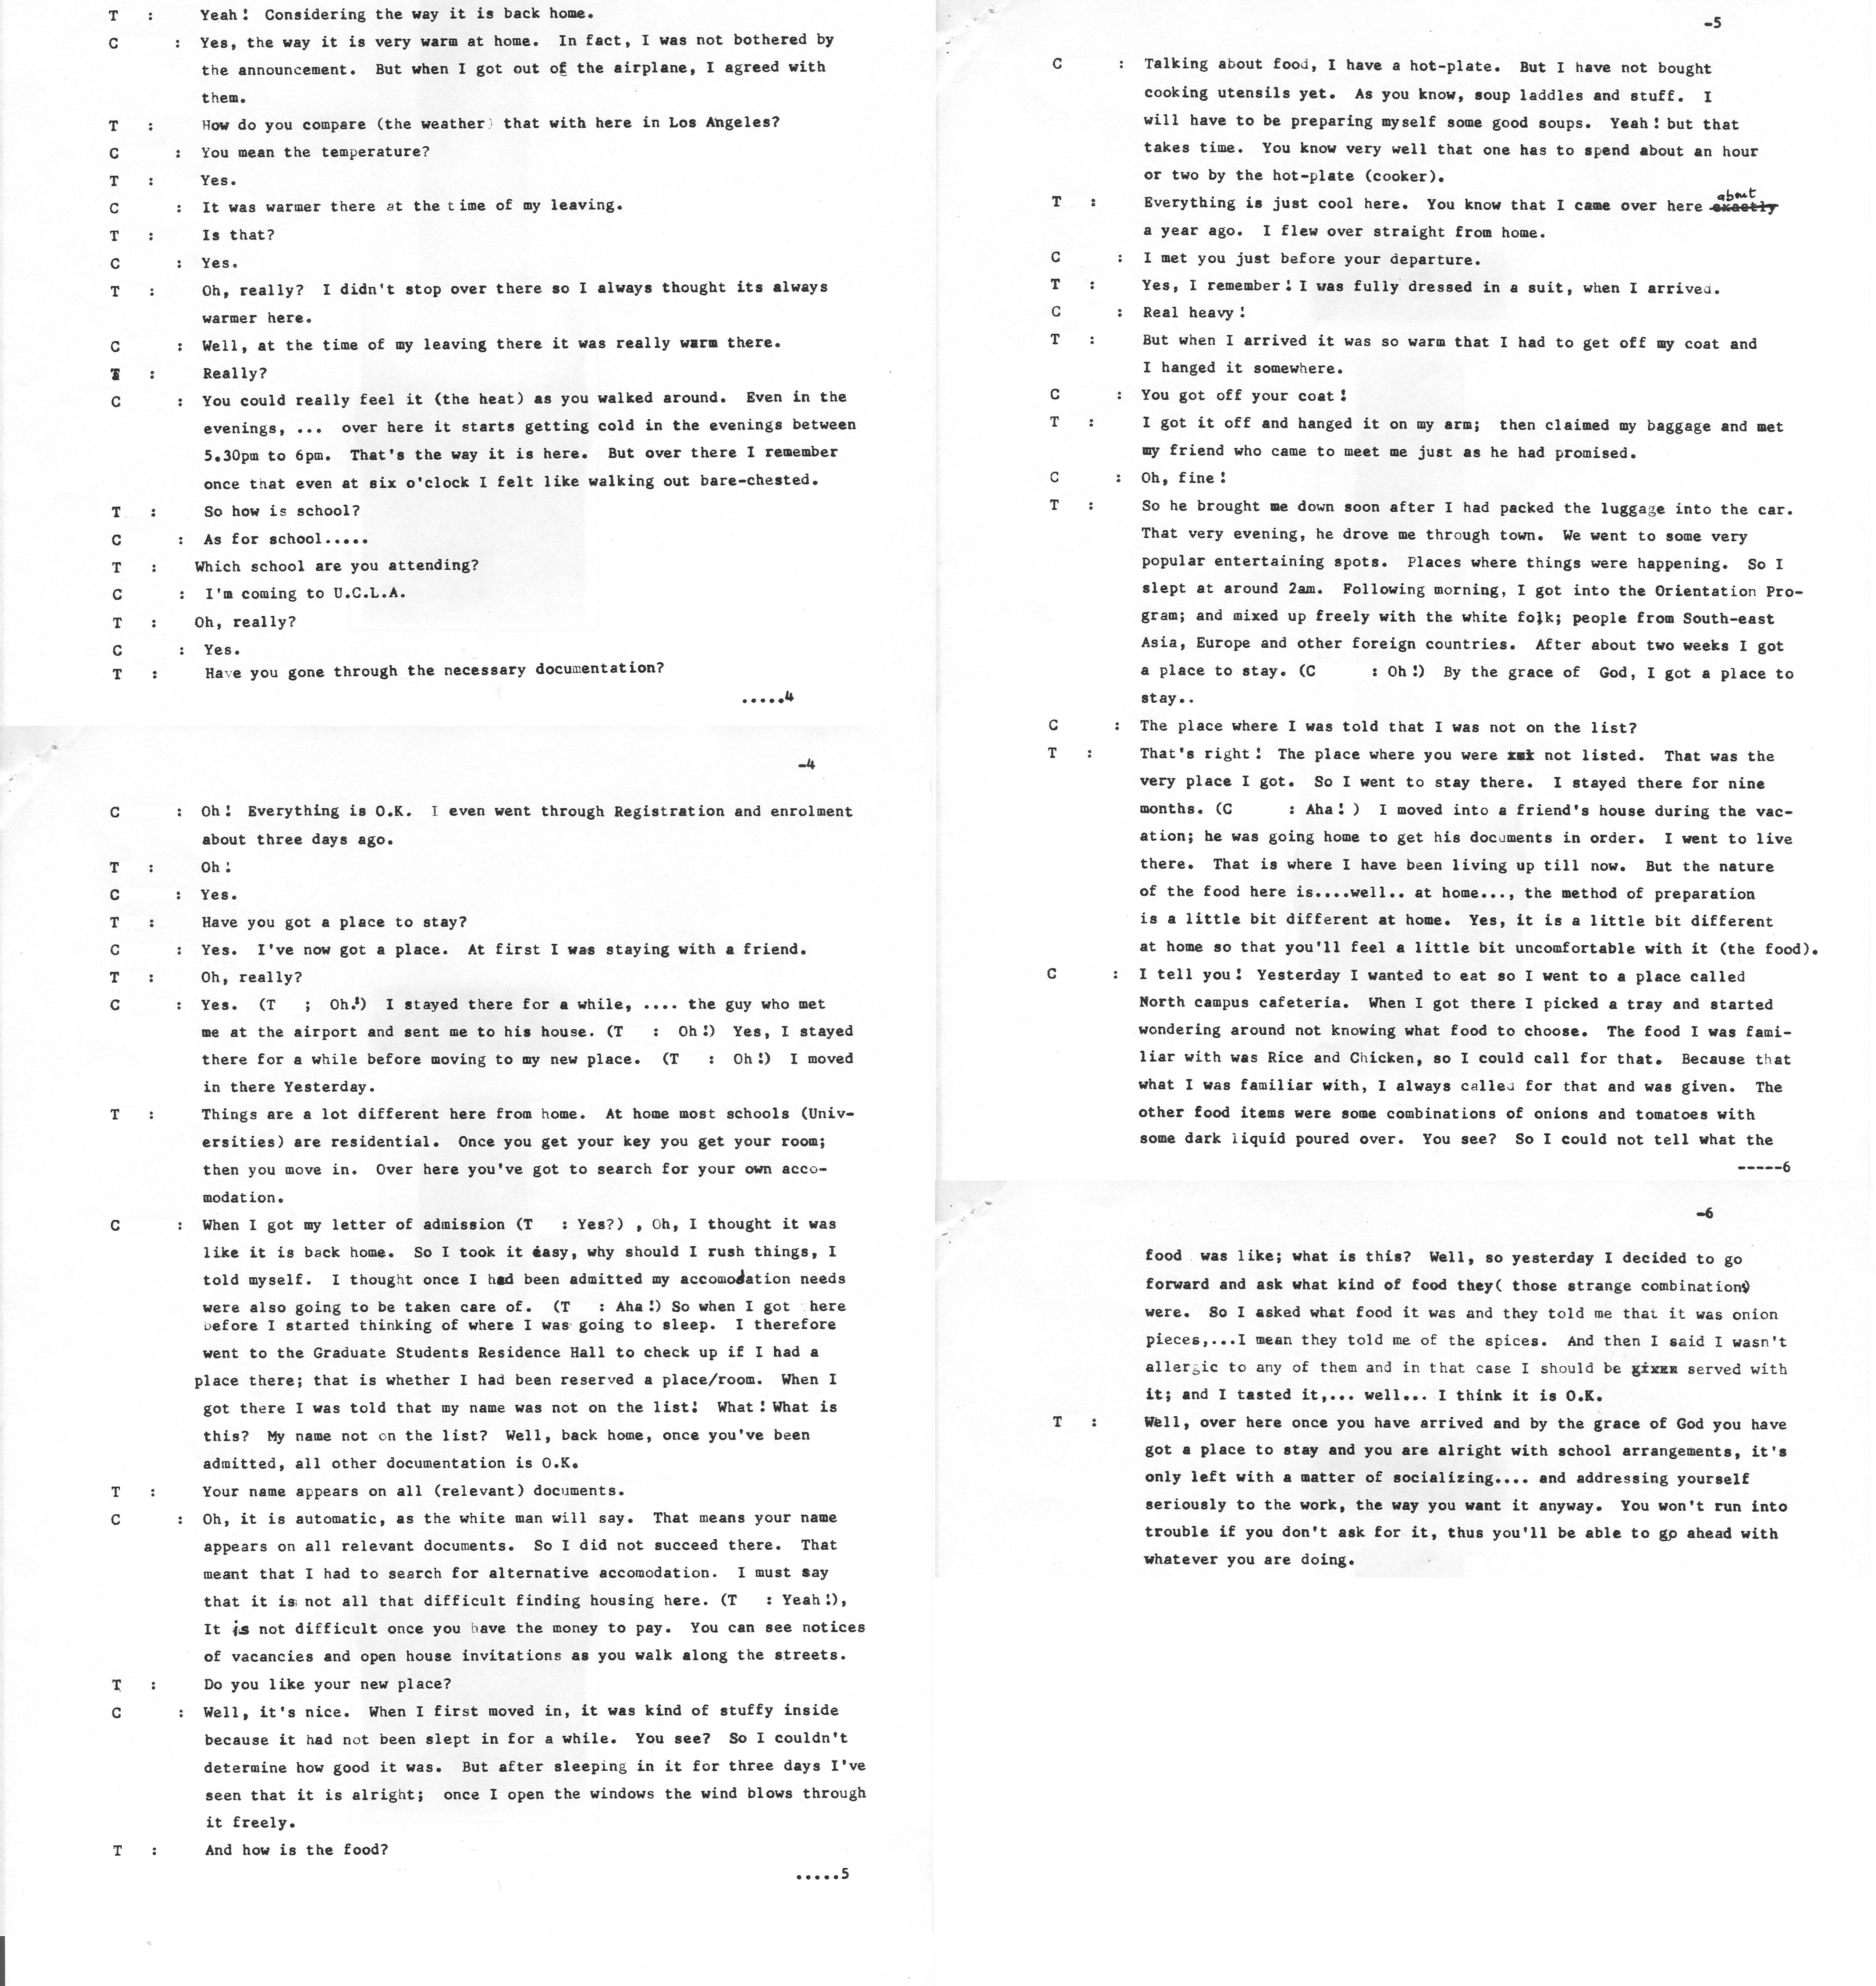 T : Yeah! Considering the way it is back home.
C : Yes, the way it is very warm at home. In fact, I was not bothered by
the announcement. But when I got out of the airplane, I agreed with
them.
T : How do you compare (the weather) that with here in Los Angeles?
C : You mean the temperature?
T : Yes.
C : It was warmer there at the time of my leaving.
T : Is that?
C : Yes.
T : Oh, really? I didn't stop over there so I always thought its always
warmer here.
C : Well, at the time of my leaving there it was really warm there.
T : Really?
C : You could really feel it (the heat) as you walked around. Even in the
evenings, ... over here it starts getting cold in the evenings between
5.30pm to 6pm. That's the way it is here. But over there I remember
once that even at six o'clock I felt like walking out bare-chested.
T : So how is school?
C : As for school.....
T : Which school are you attending?
C : I'm coming to U.C.L.A.
T : Oh, really?
C : Yes.
T : Have you gone through the necessary documentation?
.....4
-4
C : Oh! Everything is O.K. I even went through Registration and enrolment
about three days ago.
T : Oh!
C : Yes.
T : Have you got a place to stay?
C : Yes. I've now got a place. At first I was staying with a friend.
T : Oh, really?
C : Yes. (T ; Oh!) I stayed there for a while, .... the guy who met
me at the airport and sent me to his house. (T : Oh!) Yes, I stayed
there for a while before moving to my new place. (T : Oh!) I moved
in there Yesterday.
T : Things are a lot different here from home. At home most schools (Univ-
ersities) are residential. Once you get your key you get your room;
then you move in. Over here you've got to search for your own acco-
modation.
C : When I got my letter of admission (T : Yes?) , Oh, I thought it was
like it is back home. So I took it easy, why should I rush things, I
told myself. I thought once I had been admitted my accomodation needs
were also going to be taken care of. (T : Aha!) So when I got here
before I started thinking of where I was going to sleep. I therefore
went to the Graduate Students Residence Hall to check up if I had a
place there; that is whether I had been reserved a place/room. When I
got there I was told that my name was not on the list! What! What is
this? My name not on the list? Well, back home, once you've been
admitted, all other documentation is O.K.
T : Your name appears on all (relevant) documents.
C : Oh, it is automatic, as the white man will say. That means your name
appears on all relevant documents. So I did not succeed there. That
meant that I had to search for alternative accomodation. I must say
that it is not all that difficult finding housing here. (T : Yeah!),
It is not difficult once you have the money to pay. You can see notices
of vacancies and open house invitations as you walk along the streets.
T : Do you like your new place?
C : Well, it's nice. When I first moved in, it was kind of stuffy inside
because it had not been slept in for a while. You see? So I couldn't
determine how good it was. But after sleeping in it for three days I've
seen that it is alright; once I open the windows the wind blows through
it freely.
T : And how is the food?
.....5
-5
C : Talking about food, I have a hot-plate. But I have not bought
cooking utensils yet. As you know, soup laddles and stuff. I
will have to be preparing myself some good soups. Yeah! but that
takes time. You know very well that one has to spend about an hour
or two by the hot-plate (cooker).
about
T : Everything is just cool here. You know that I came over here exactly
a year ago. I flew over straight from home.
C : I met you just before your departure.
T : Yes, I remember! I was fully dressed in a suit, when I arrived.
C : Real heavy!
T : But when I arrived it was so warm that I had to get off my coat and
I hanged it somewhere.
C : You got off your coat!
T : I got it off and hanged it on my arm; then claimed my baggage and met
my friend who came to meet me just as he had promised.
C : Oh, fine!
T : So he brought me down soon after I had packed the luggage into the car.
That very evening, he drove me through town. We went to some very
popular entertaining spots. Places where things were happening. So I
slept at around 2am. Following morning, I got into the Orientation Pro-
gram; and mixed up freely with the white folk; people from South-east
Asia, Europe and other foreign countries. After about two weeks I got
a place to stay. (C : Oh!) By the grace of God, I got a place to
stay..
C : The place where I was told that I was not on the list?
T : That's right! The place where you were not listed. That was the
very place I got. So I went to stay there. I stayed there for nine
months. (C : Aha! ) I moved into a friend's house during the vac-
ation; he was going home to get his documents in order. I went to live
there. That is where I have been living up till now. But the nature
of the food here is....well.. at home..., the method of preparation
is a little bit different at home. Yes, it is a little bit different
at home so that you'll feel a little bit uncomfortable with it (the food).
C : I tell you! Yesterday I wanted to eat so I went to a place called
North campus cafeteria. When I got there I picked a tray and started
wondering around not knowing what food to choose. The food I was fami-
liar with was Rice and Chicken, so I could call for that. Because that
what I was familiar with, I always called for that and was given. The
other food items were some combinations of onions and tomatoes with
some dark liquid poured over. You see? So I could not tell what the
-----6
-6
food was like; what is this? Well, so yesterday I decided to go
forward and ask what kind of food they( those strange combinations)
were. So I asked what food it was and they told me that it was onion
pieces,...I mean they told me of the spices. And then I said I wasn't
allergic to any of them and in that case I should be served with
it; and I tasted it,... well... I think it is O.K.
T : Well, over here once you have arrived and by the grace of God you have
got a place to stay and you are alright with school arrangements, it's
only left with a matter of socializing.... and addressing yourself
seriously to the work, the way you want it anyway. You won't run into
trouble if you don't ask for it, thus you'll be able to go ahead with
whatever you are doing.